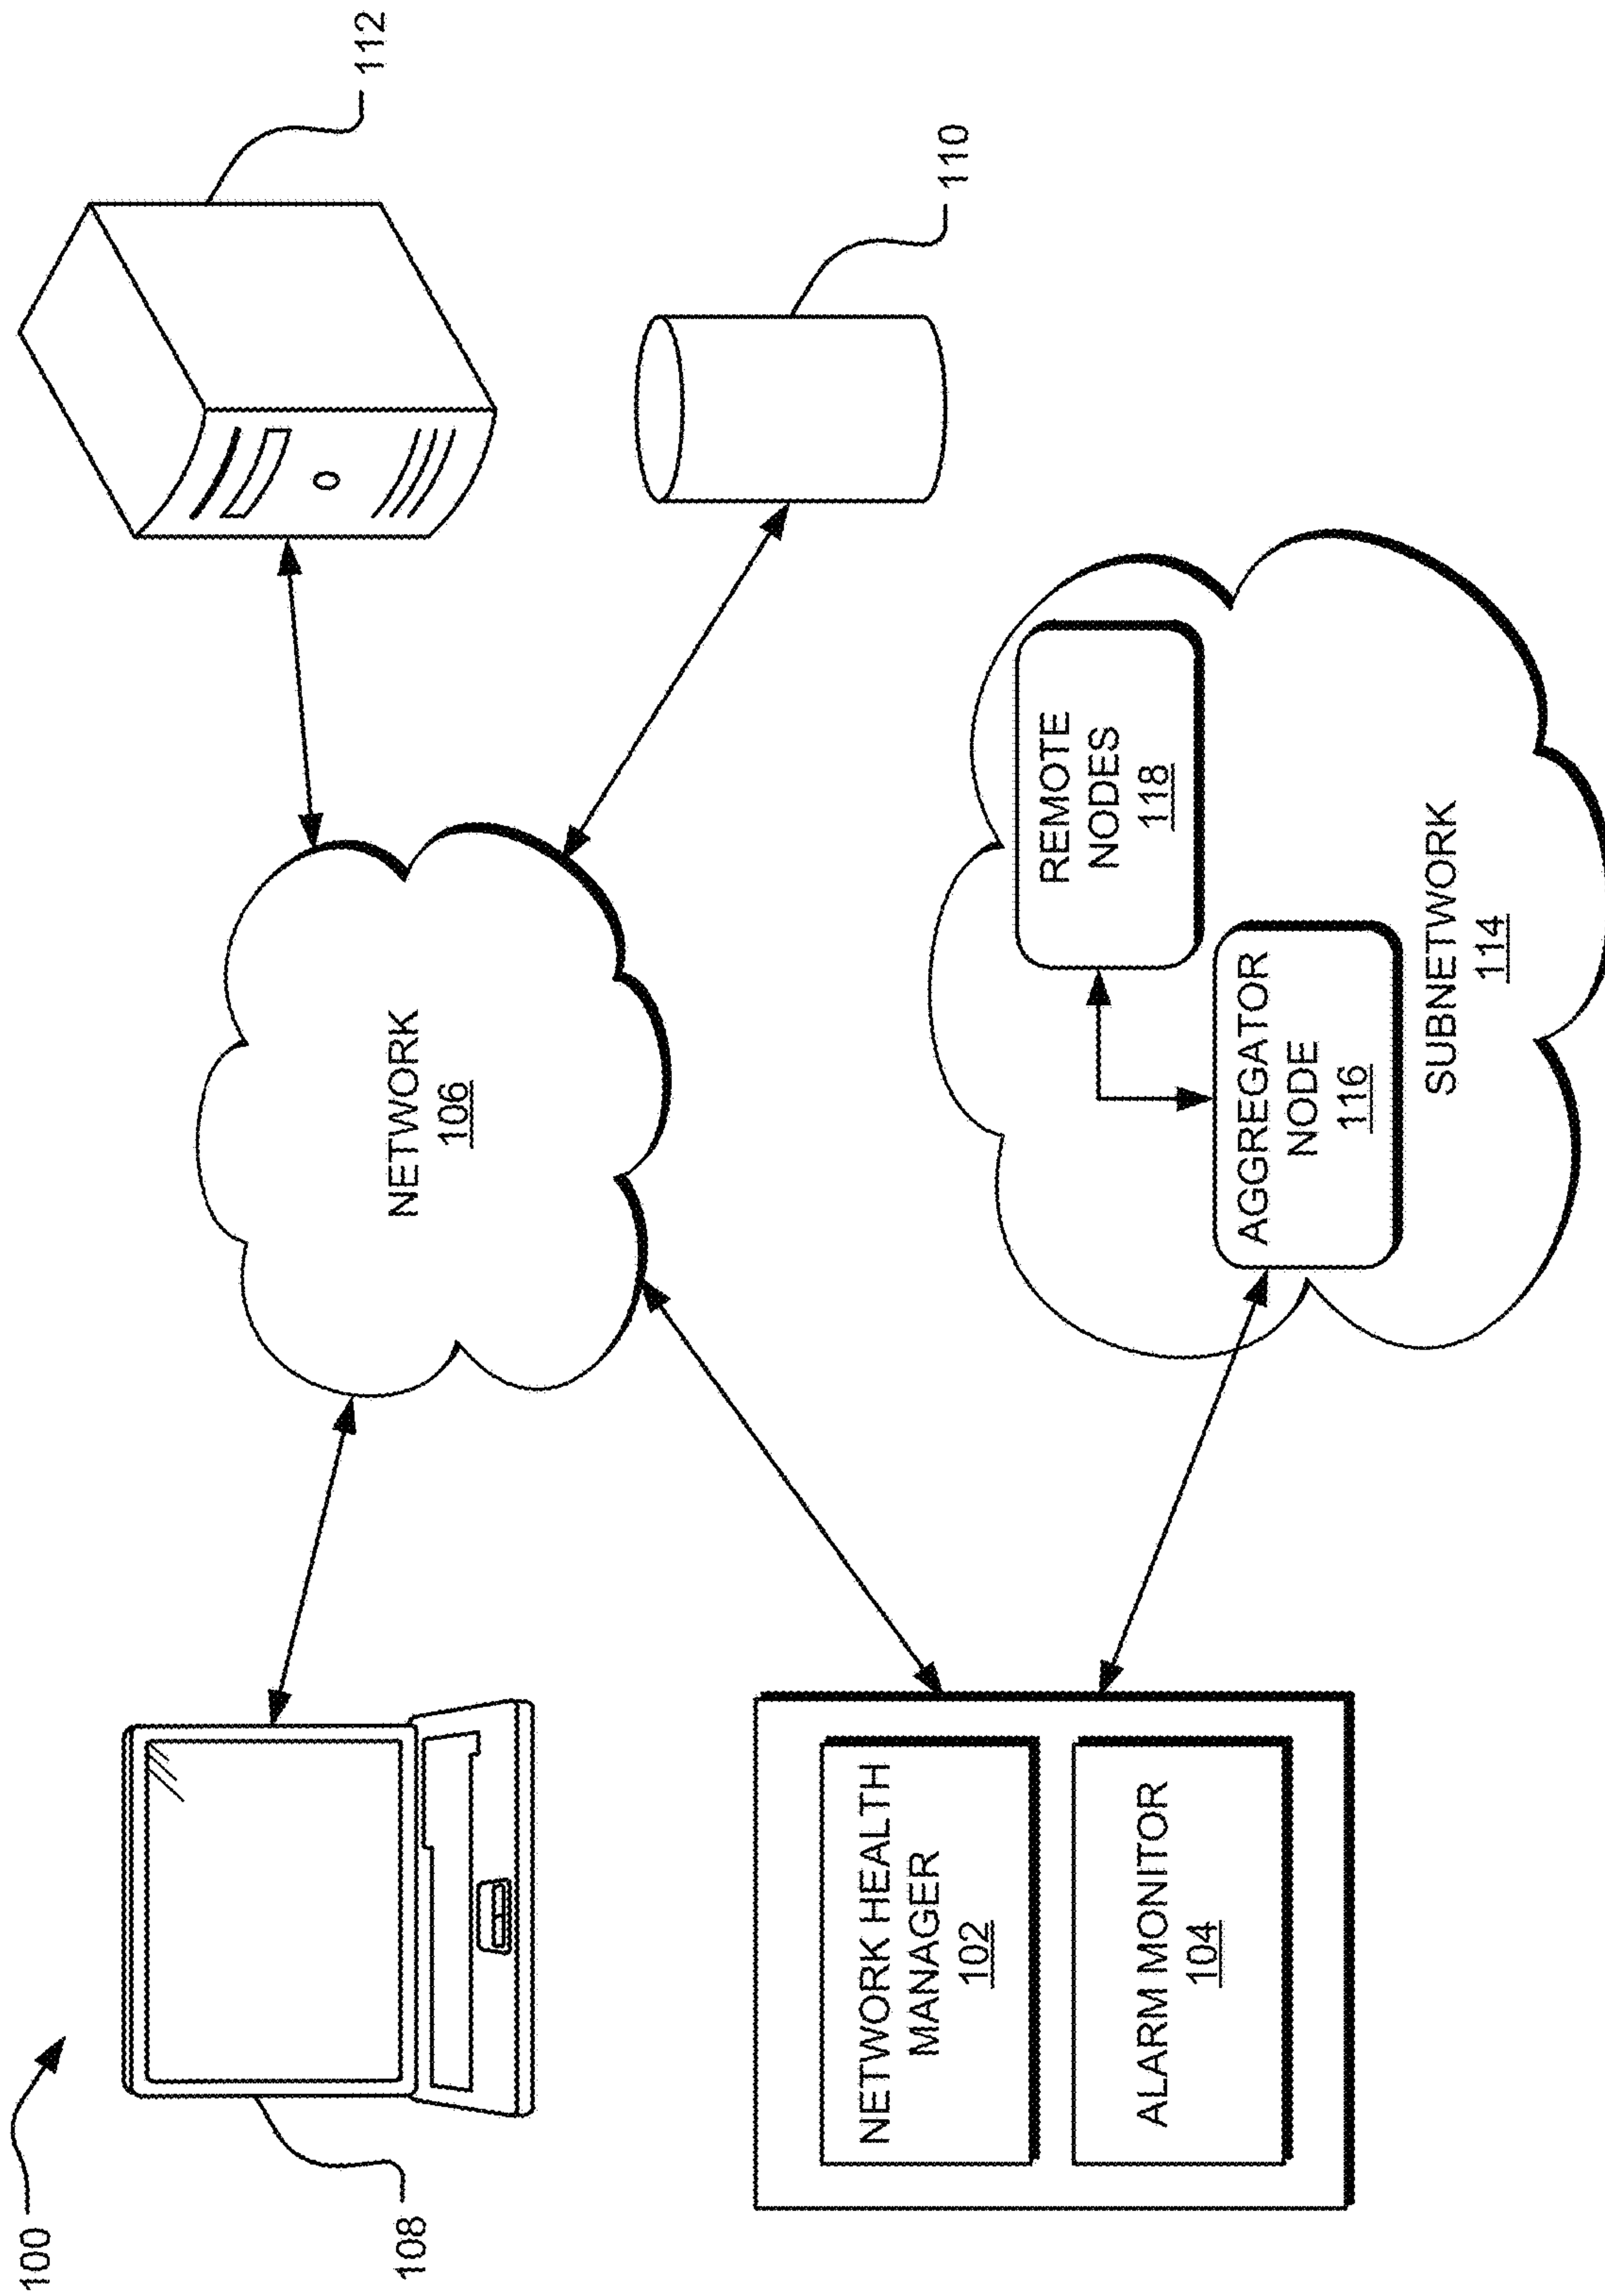 100
112
108
NETWORK
106
110
NETWORK HEALTH
MANAGER
102
ALARM MONITOR
104
REMOTE
NODES
118
AGGREGATOR
NODE
116
SUBNETWORK
114